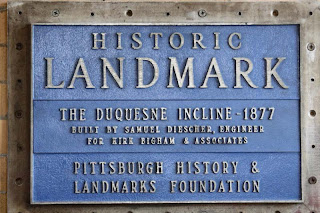 HISTORIC
LANDMARK
THE DUQUESNE INCLINE - 1877
BUILT BY SAMUEL DIESCHER, ENGINEER
FOR KIRK BIGHAM & ASSOCIATES
PITTSBURGH HISTORY &
LANDMARKS FOUNDATION